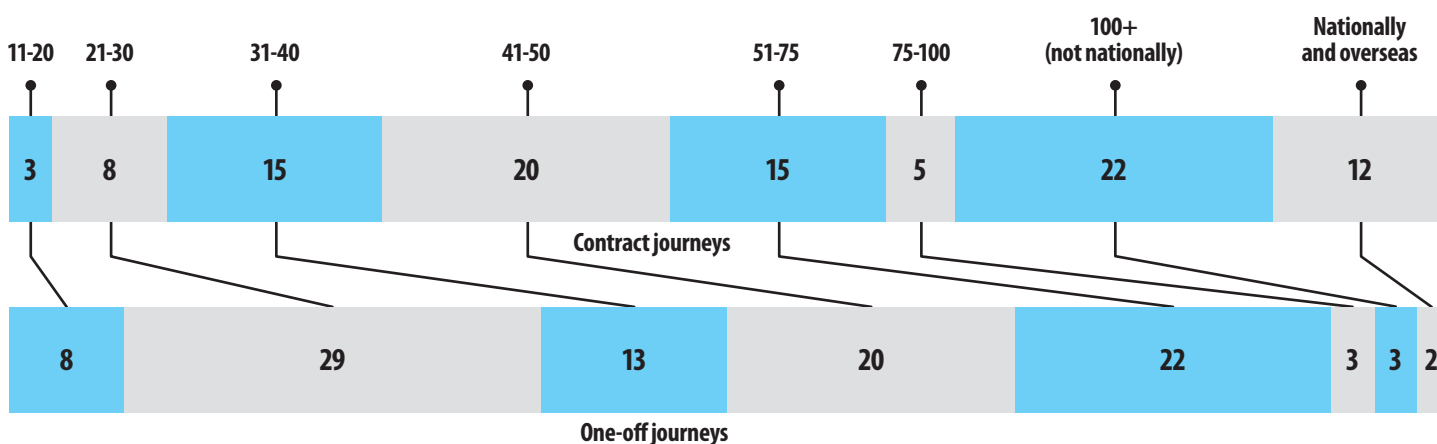 11-20 21-30 31-40 41-50 51-75 75-100 100+ (not nationally) Nationally and overseas
3 8 15 20 15 5 22 12
Contract journeys
8 29 13 20 22 3 3 2
One-off journeys